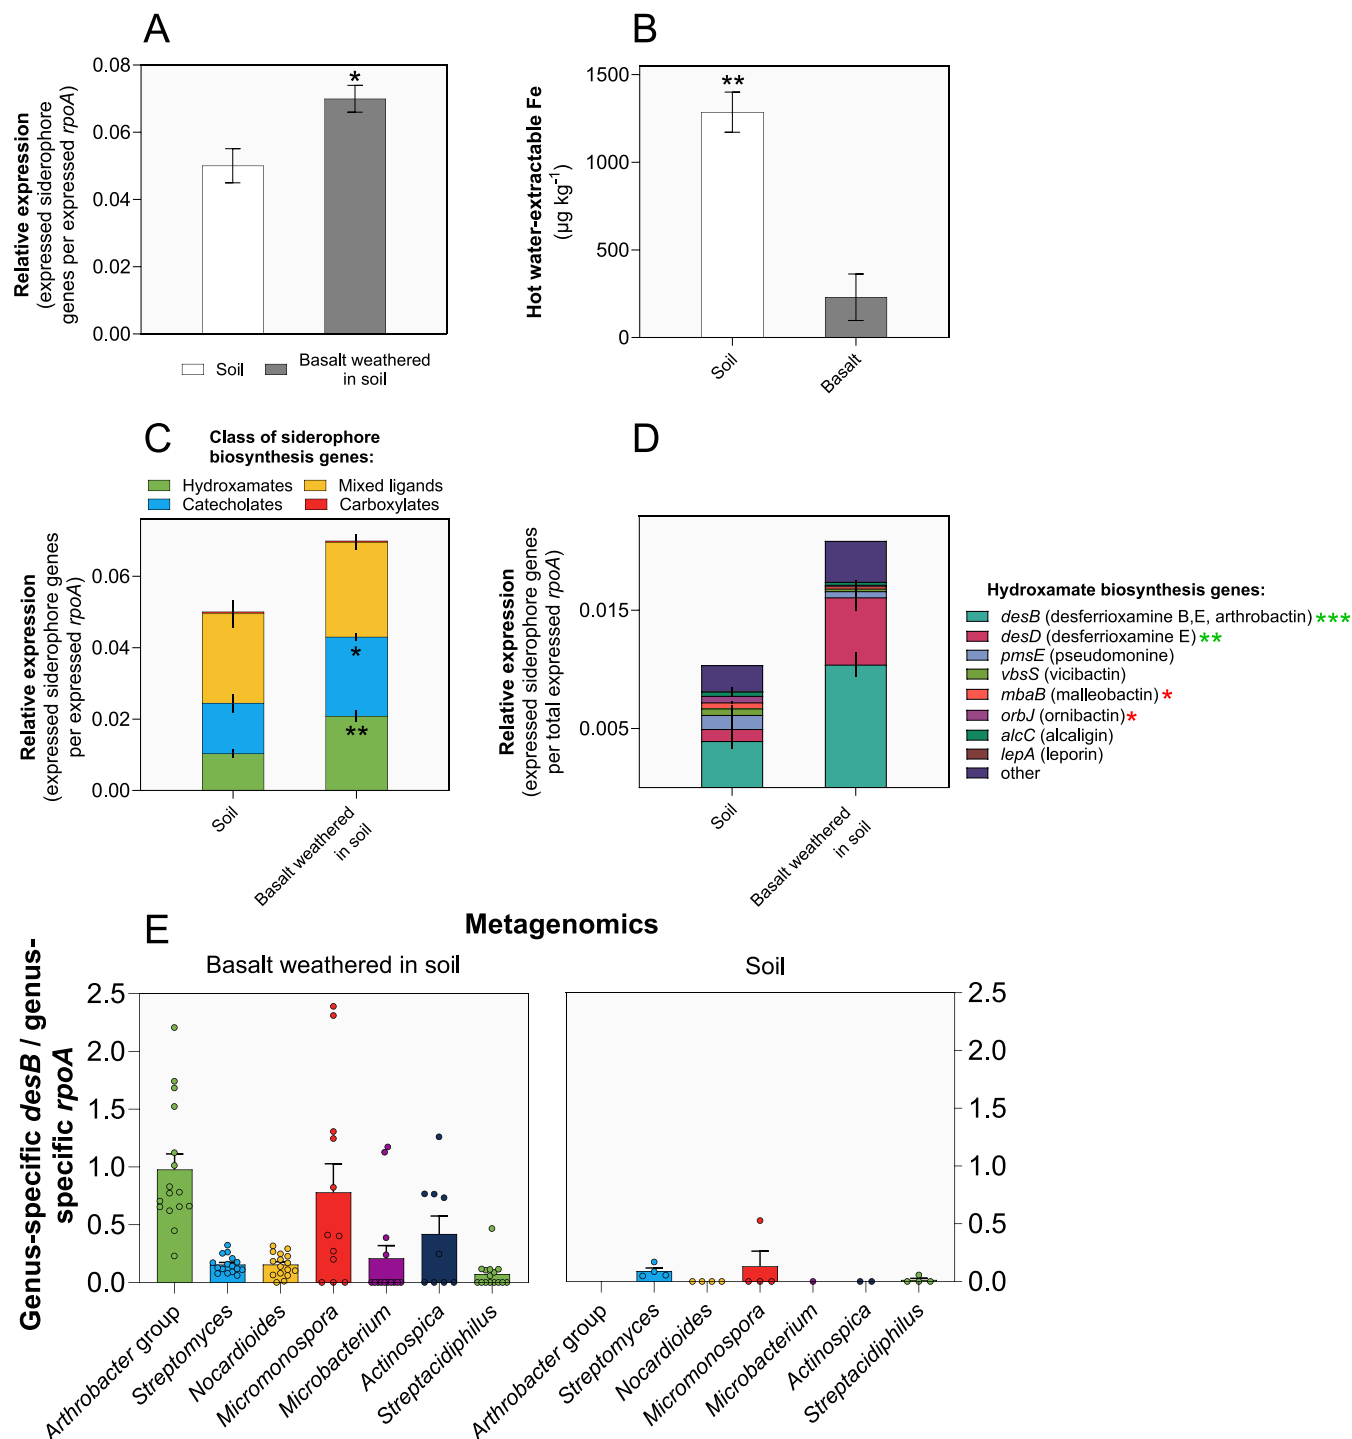 A
Relative expression
(expressed siderophore
genes per expressed rpoA)
0.08
0.06
0.04
0.02
0.00
*
Soil
Basalt weathered
in soil
B
Hot water-extractable Fe
(µg kg⁻¹)
1500
1000
500
0
**
Soil
Basalt
C
Class of siderophore
biosynthesis genes:
Hydroxamates
Mixed ligands
Catecholates
Carboxylates
Relative expression
(expressed siderophore genes
per expressed rpoA)
0.06
0.04
0.02
0.00
*
**
Soil
Basalt weathered
in soil
D
Relative expression
(expressed siderophore genes
per total expressed rpoA)
0.015
0.005
Soil
Basalt weathered
in soil
Hydroxamate biosynthesis genes:
desB (desferrioxamine B,E, arthrobactin) ***
desD (desferrioxamine E) **
pmsE (pseudomonine)
vbsS (vicibactin)
mbaB (malleobactin) *
orbJ (ornibactin) *
alcC (alcaligin)
lepA (leporin)
other
E
Metagenomics
Basalt weathered in soil
Soil
Genus-specific desB / genus-
specific rpoA
2.5
2.0
1.5
1.0
0.5
0.0
Arthrobacter group
Streptomyces
Nocardioides
Micromonospora
Microbacterium
Actinospica
Streptacidiphilus
2.5
2.0
1.5
1.0
0.5
0.0
Arthrobacter group
Streptomyces
Nocardioides
Micromonospora
Microbacterium
Actinospica
Streptacidiphilus